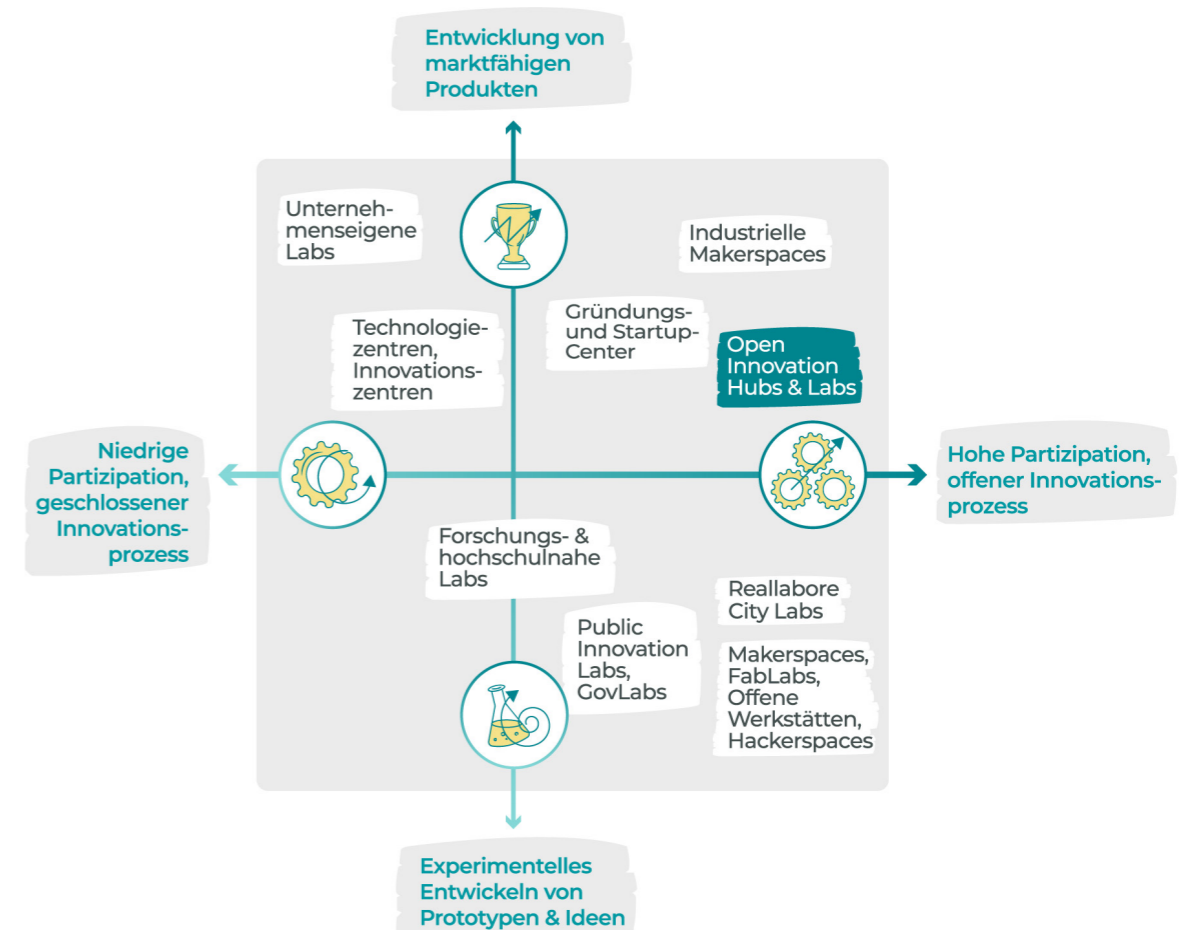 Entwicklung von
marktfähigen
Produkten
Unterneh-
menseigene
Labs
Industrielle
Makerspaces
Technologie-
zentren,
Innovations-
zentren
Gründungs-
und Startup-
Center
Open
Innovation
Hubs & Labs
Niedrige
Partizipation,
geschlossener
Innovations-
prozess
Hohe Partizipation,
offener Innovations-
prozess
Forschungs- &
hochschulnahe
Labs
Reallabore
City Labs
Public
Innovation
Labs,
GovLabs
Makerspaces,
FabLabs,
Offene
Werkstätten,
Hackerspaces
Experimentelles
Entwickeln von
Prototypen & Ideen